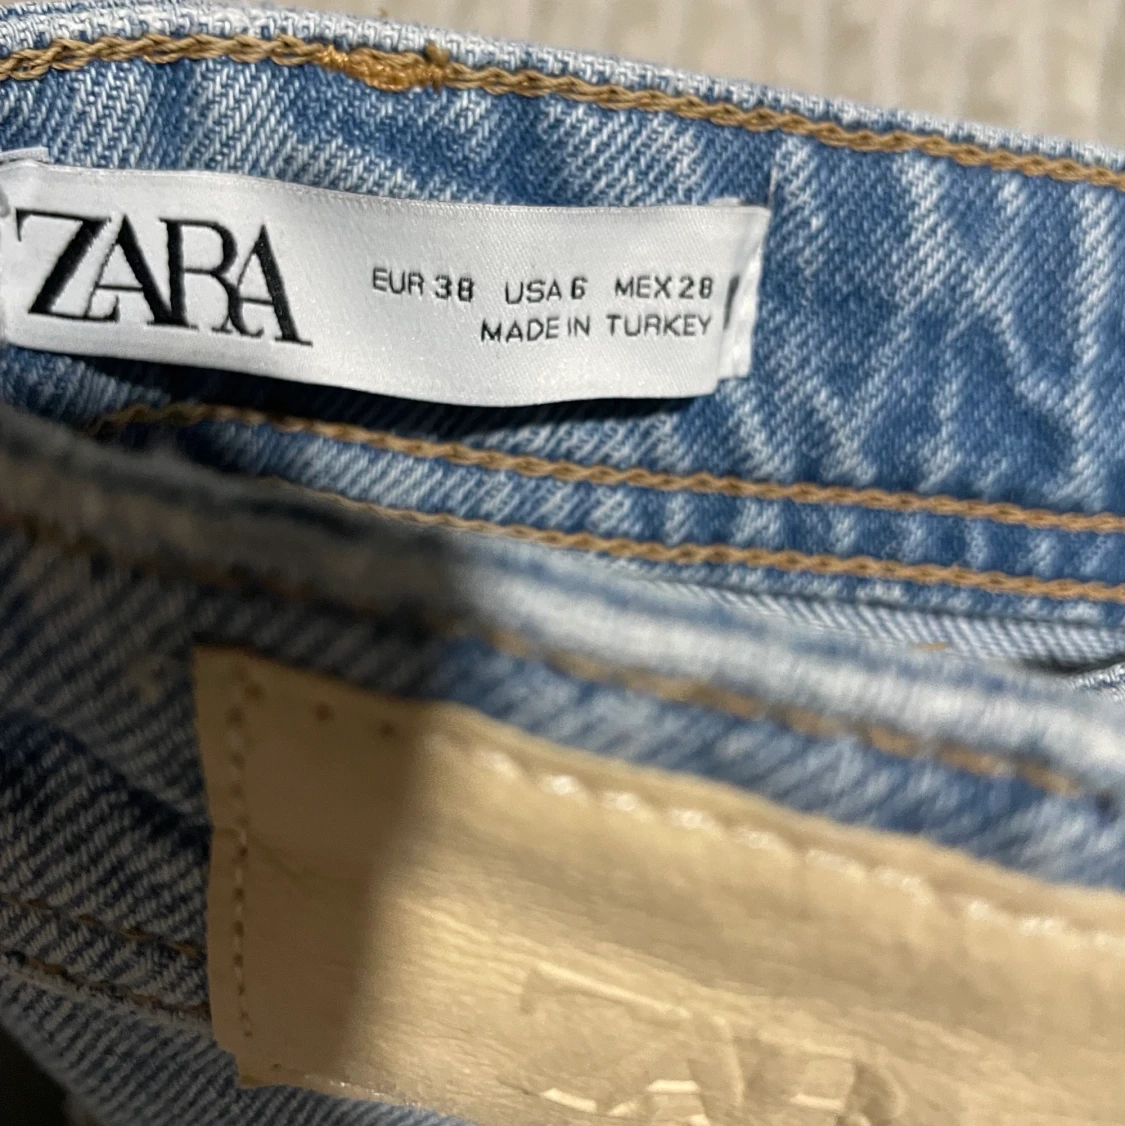 ZARA
EUR 38 USA 6 MEX 28
MADE IN TURKEY